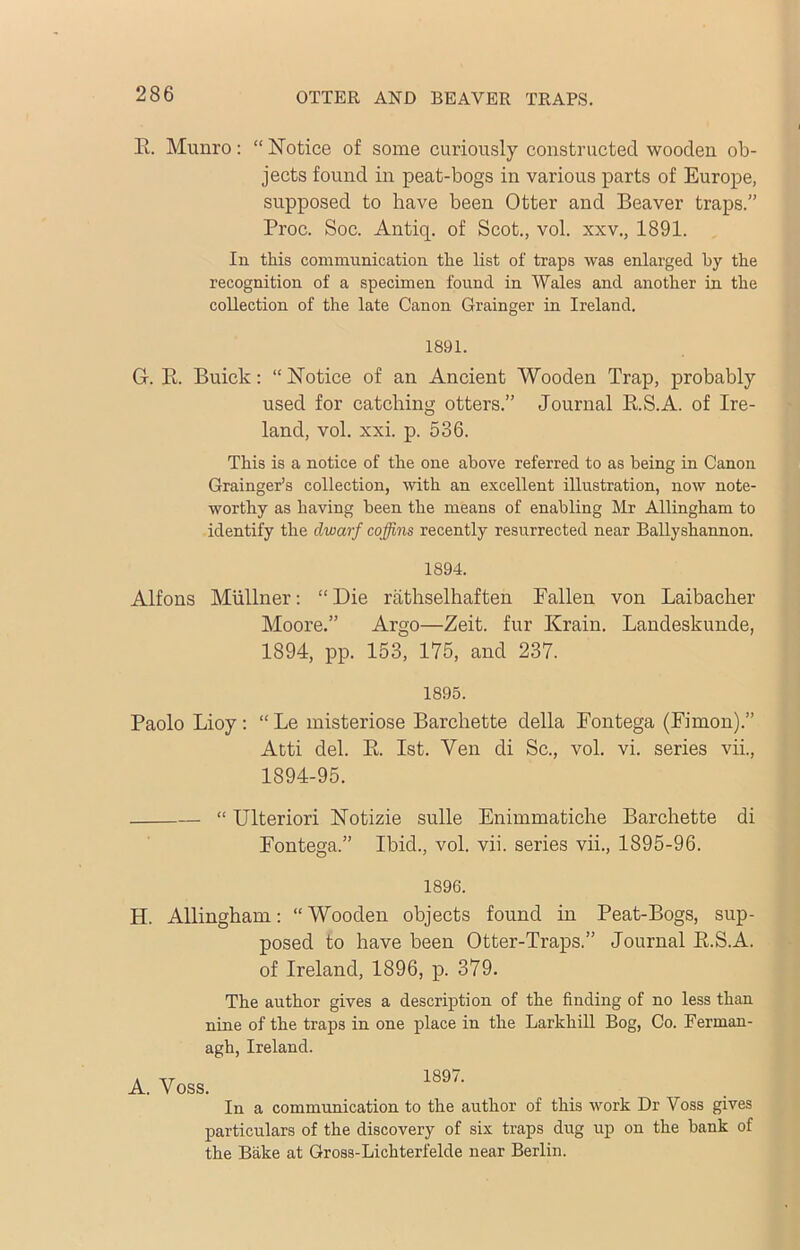 286 OTTER AND BEAVER TRAPS.
R. Munro: “Notice of some curiously constructed wooden ob-
jects found in peat-bogs in various parts of Europe,
supposed to have been Otter and Beaver traps.”
Proc. Soc. Antiq. of Scot., vol. xxv., 1891.
In this communication the list of traps was enlarged by the
recognition of a specimen found in Wales and another in the
collection of the late Canon Grainger in Ireland.
1891.
G. R. Buick: “Notice of an Ancient Wooden Trap, probably
used for catching otters.” Journal R.S.A. of Ire-
land, vol. xxi. p. 536.
This is a notice of the one above referred to as being in Canon
Grainger’s collection, with an excellent illustration, now note-
worthy as having been the means of enabling Mr Allingham to
identify the dwarf coffins recently resurrected near Ballyshannon.
1894.
Alfons Müllner: “Die räthselhaften Fallen von Laibacher
Moore.” Argo—Zeit. fur Krain. Landeskunde,
1894, pp. 153, 175, and 237.
1895.
Paolo Lioy: “Le misteriose Barchette della Fontega (Fimon).”
Atti del. R. Ist. Ven di Sc., vol. vi. series vii.,
1894-95.
——— “Ulteriori Notizie sulle Enimmatiche Barchette di
Fontega.” Ibid., vol. vii. series vii., 1895-96.
1896.
H. Allingham: “Wooden objects found in Peat-Bogs, sup-
posed to have been Otter-Traps.” Journal R.S.A.
of Ireland, 1896, p. 379.
The author gives a description of the finding of no less than
nine of the traps in one place in the Larkhill Bog, Co. Ferman-
agh, Ireland.
1897.
A. Voss.
In a communication to the author of this work Dr Voss gives
particulars of the discovery of six traps dug up on the bank of
the Bäke at Gross-Lichterfelde near Berlin.